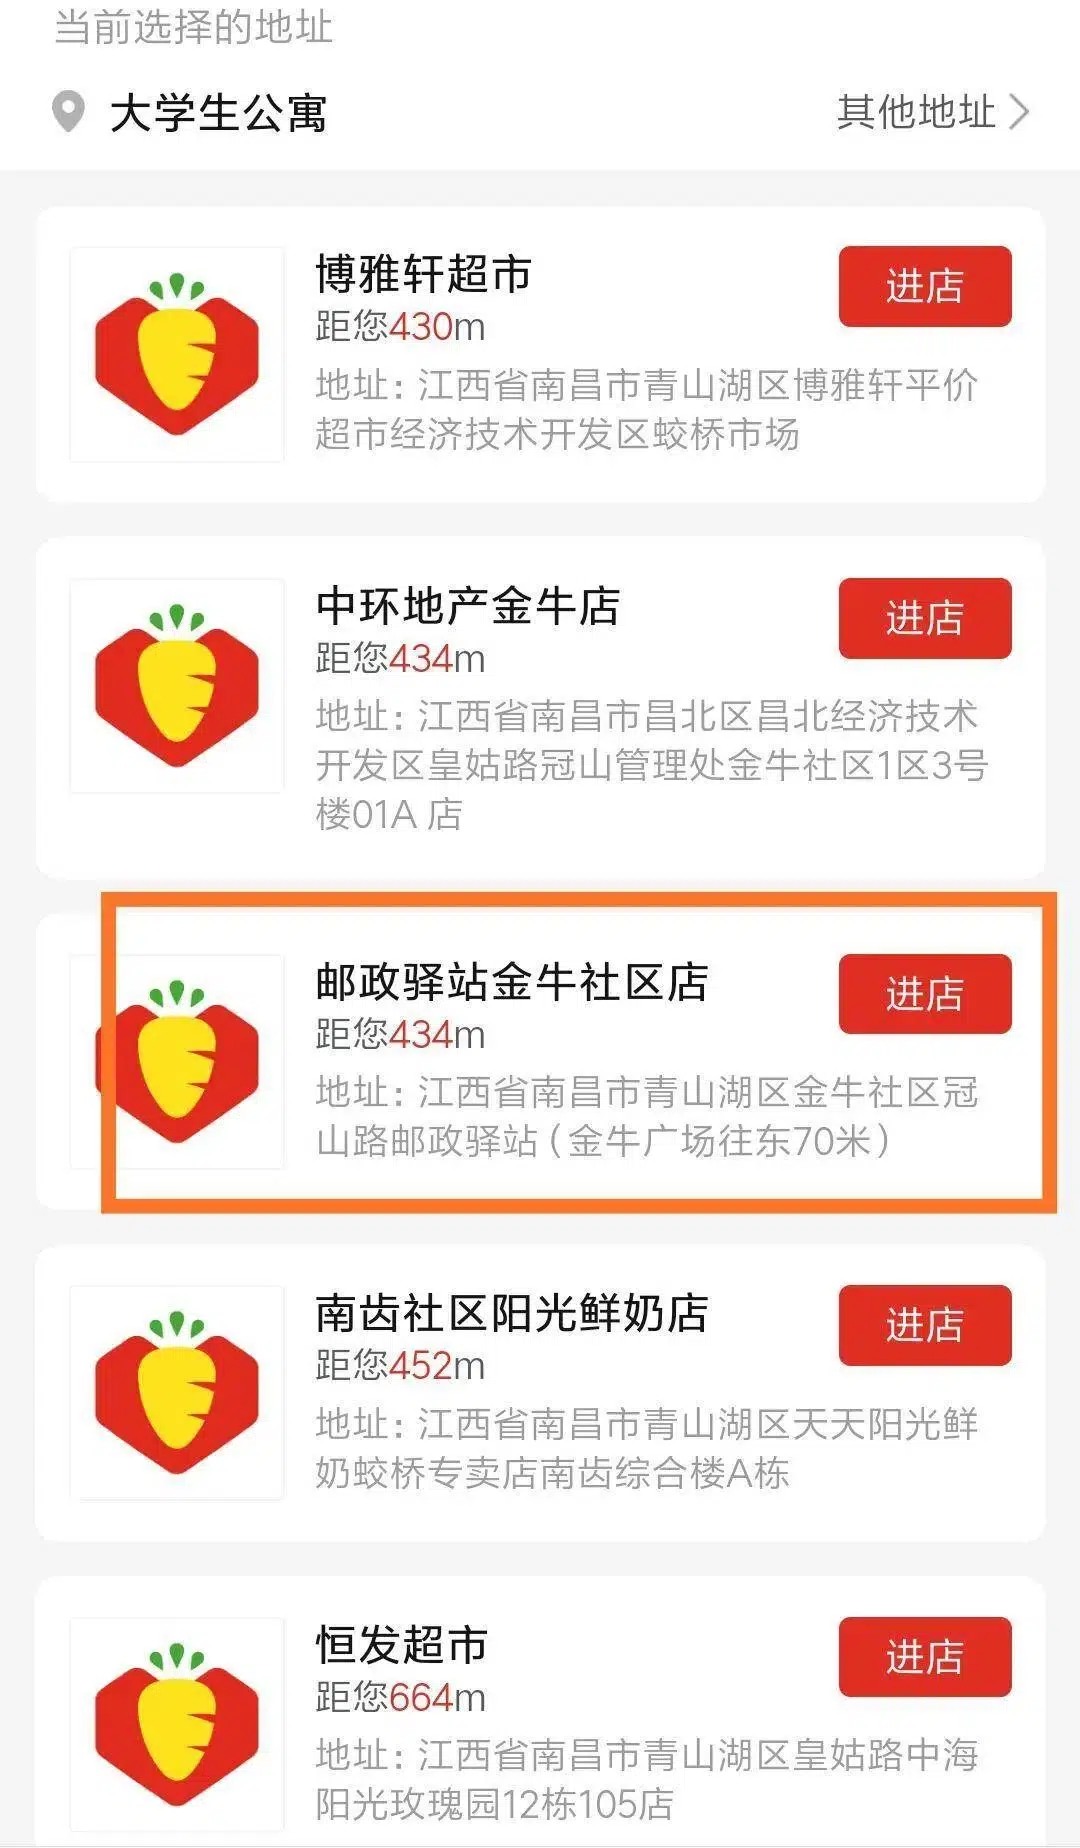 当前选择的地址
大学生公寓
其他地址
博雅轩超市
进店
距您430m
地址：江西省南昌市青山湖区博雅轩平价
超市经济技术开发区蛟桥市场
中环地产金牛店
进店
距您434m
地址：江西省南昌市昌北区昌北经济技术
开发区皇姑路冠山管理处金牛社区1区3号
楼01A 店
邮政驿站金牛社区店
进店
距您434m
地址：江西省南昌市青山湖区金牛社区冠
山路邮政驿站（金牛广场往东70米）
南齿社区阳光鲜奶店
进店
距您452m
地址：江西省南昌市青山湖区天天阳光鲜
奶蛟桥专卖店南齿综合楼A栋
恒发超市
进店
距您664m
地址：江西省南昌市青山湖区皇姑路中海
阳光玫瑰园12栋105店